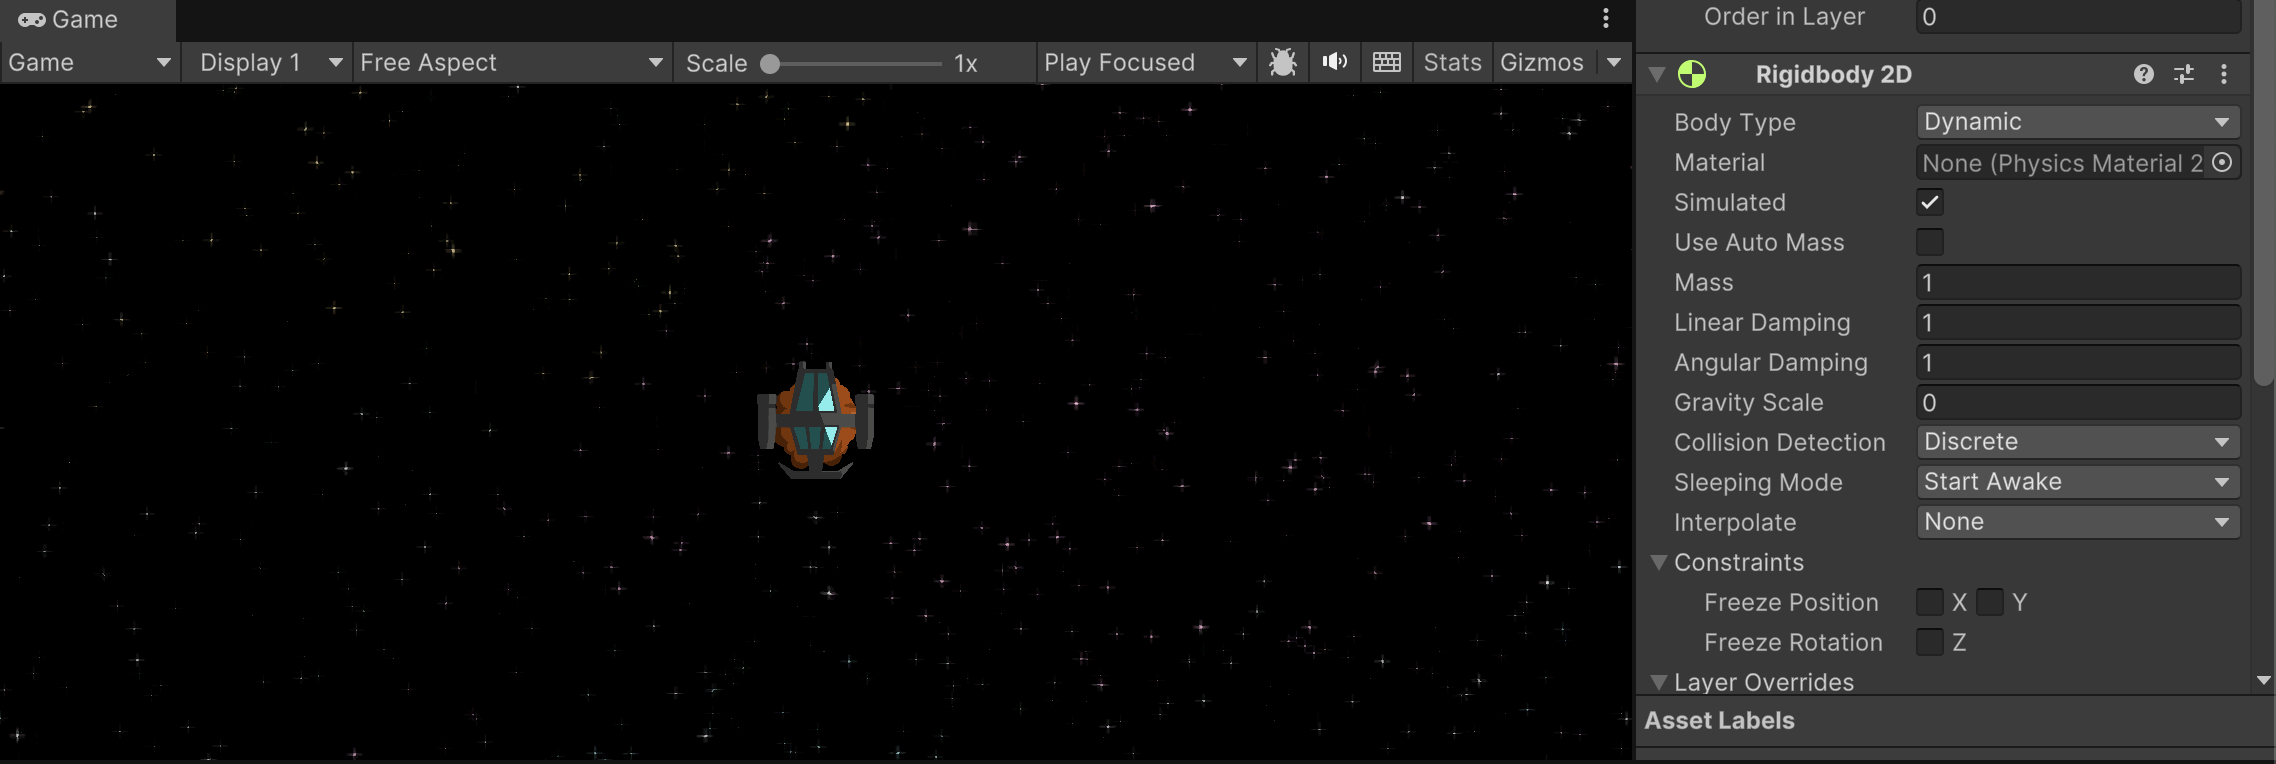 Game
Game Display 1 Free Aspect Scale 1x Play Focused Stats Gizmos
Order in Layer 0
Rigidbody 2D
Body Type Dynamic
Material None (Physics Material 2
Simulated
Use Auto Mass
Mass 1
Linear Damping 1
Angular Damping 1
Gravity Scale 0
Collision Detection Discrete
Sleeping Mode Start Awake
Interpolate None
Constraints
Freeze Position X Y
Freeze Rotation Z
Layer Overrides
Asset Labels